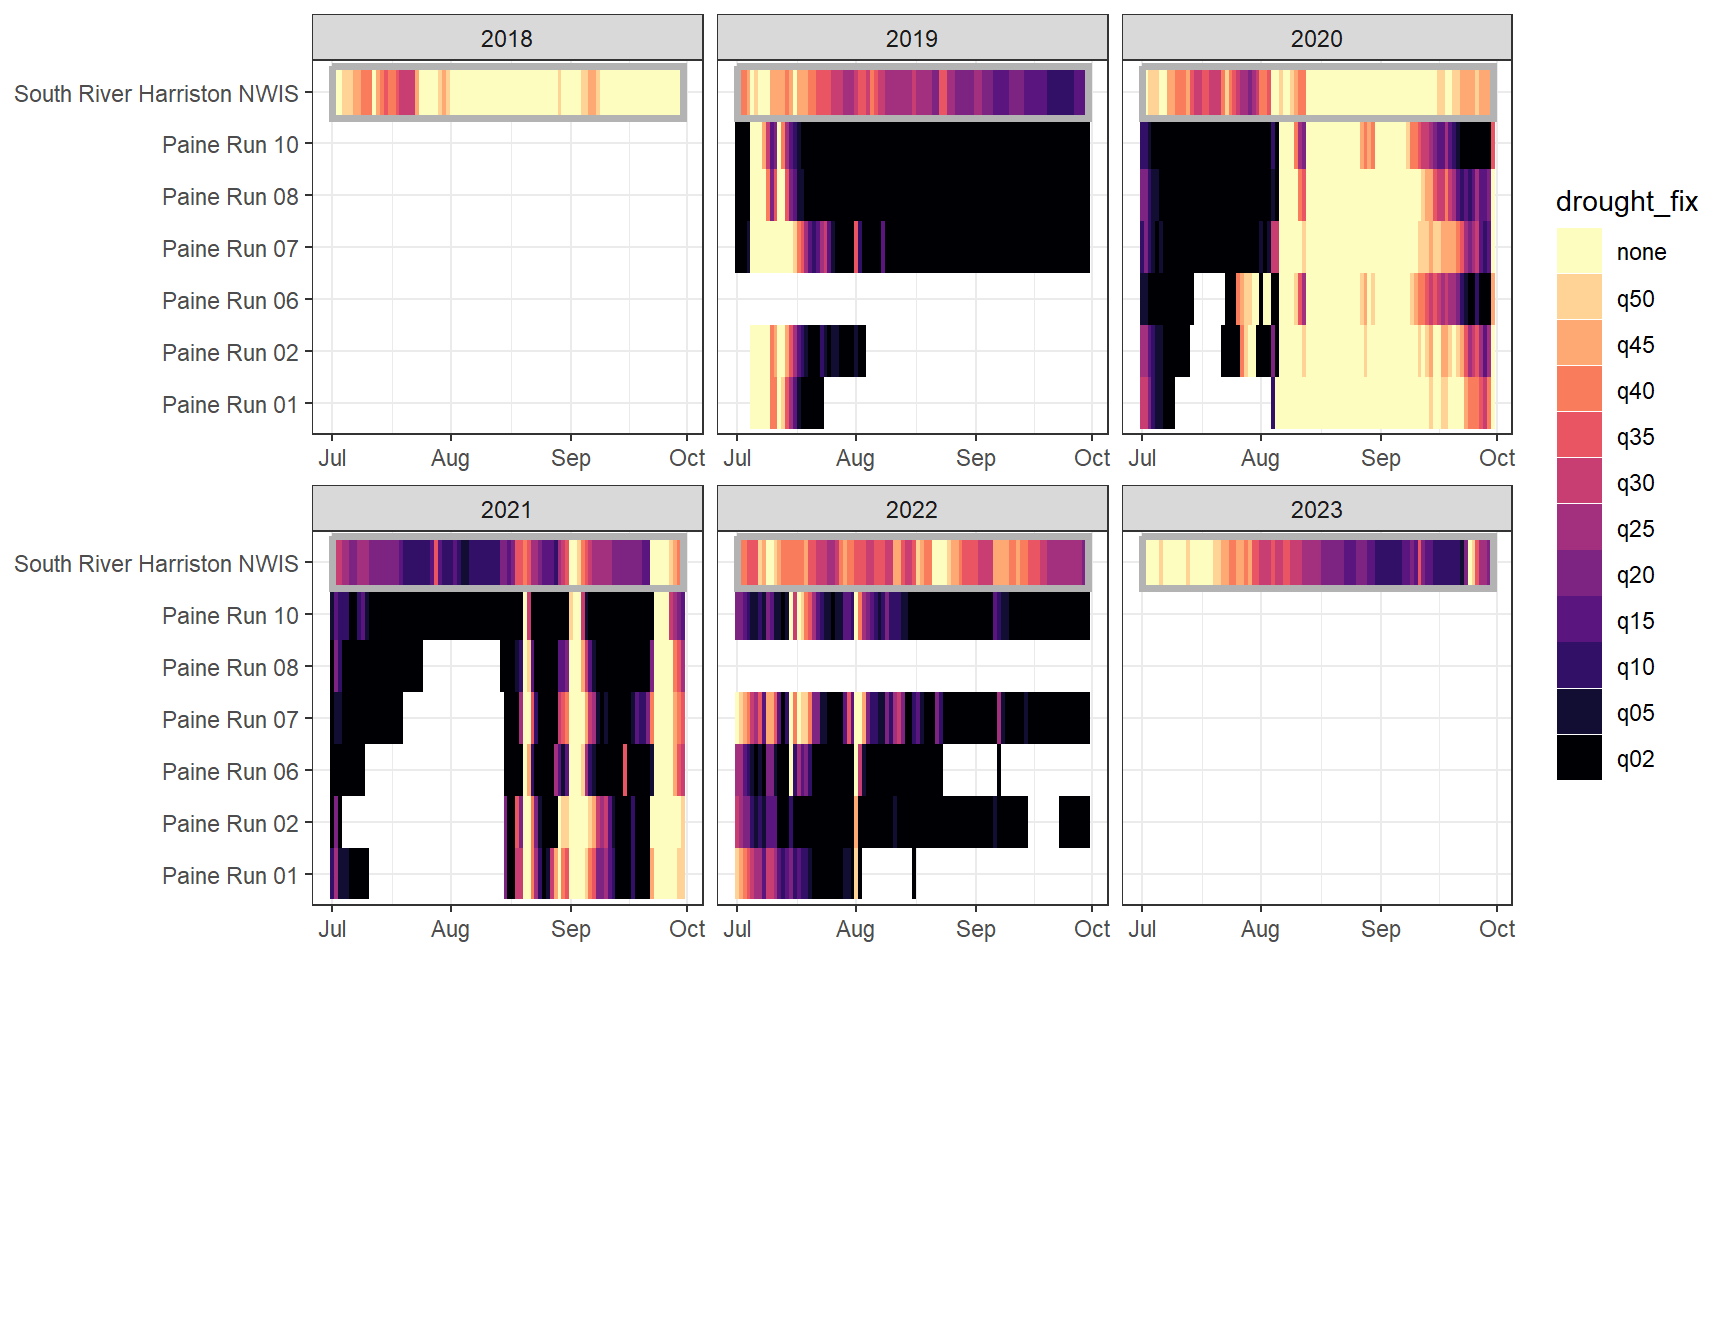 2018 2019 2020
South River Harriston NWIS
Paine Run 10
Paine Run 08
Paine Run 07
Paine Run 06
Paine Run 02
Paine Run 01
Jul Aug Sep Oct Jul Aug Sep Oct Jul Aug Sep Oct
2021 2022 2023
South River Harriston NWIS
Paine Run 10
Paine Run 08
Paine Run 07
Paine Run 06
Paine Run 02
Paine Run 01
Jul Aug Sep Oct Jul Aug Sep Oct Jul Aug Sep Oct
drought_fix
none
q50
q45
q40
q35
q30
q25
q20
q15
q10
q05
q02